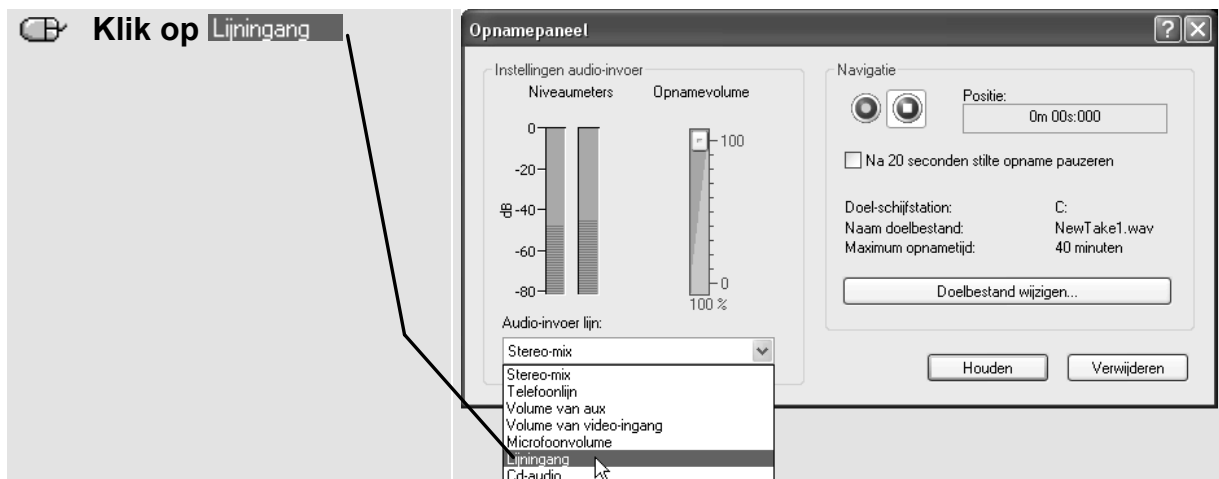 Klik op Lijningang
Opnamepaneel
Instellingen audio-invoer
Niveaumeters Opnamevolume
0
-20
-40
-60
-80
dB
100
0
100 %
Audio-invoer lijn:
Stereo-mix
Stereo-mix
Telefoonlijn
Volume van aux
Volume van video-ingang
Microfoonvolume
Lijningang
Cd-audio
Navigatie
Positie:
0m 00s:000
Na 20 seconden stilte opname pauzeren
Doel-schijfstation: C:
Naam doelbestand: NewTake1.wav
Maximum opnametijd: 40 minuten
Doelbestand wijzigen...
Houden Verwijderen